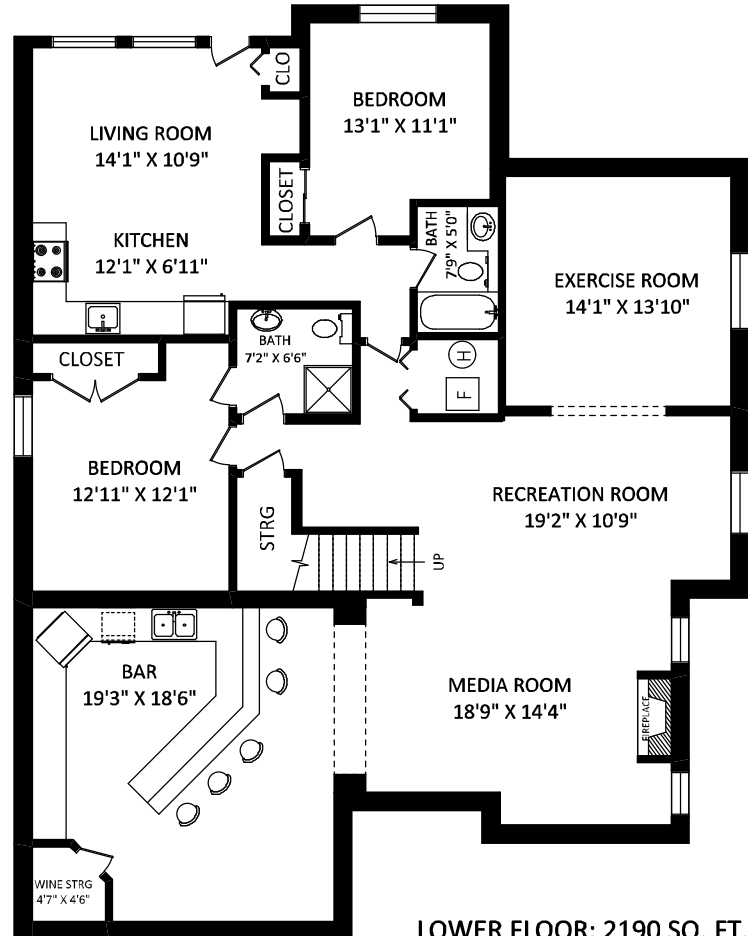 CLO
BEDROOM
13'1" X 11'1"
LIVING ROOM
14'1" X 10'9"
CLOSET
BATH
7'9" X 5'0"
KITCHEN
12'1" X 6'11"
EXERCISE ROOM
14'1" X 13'10"
BATH
7'2" X 6'6"
CLOSET
H
F
BEDROOM
12'11" X 12'1"
RECREATION ROOM
19'2" X 10'9"
STRG
UP
BAR
19'3" X 18'6"
MEDIA ROOM
18'9" X 14'4"
FIREPLACE
WINE STRG
4'7" X 4'6"
LOWER FLOOR: 2190 SQ. FT.